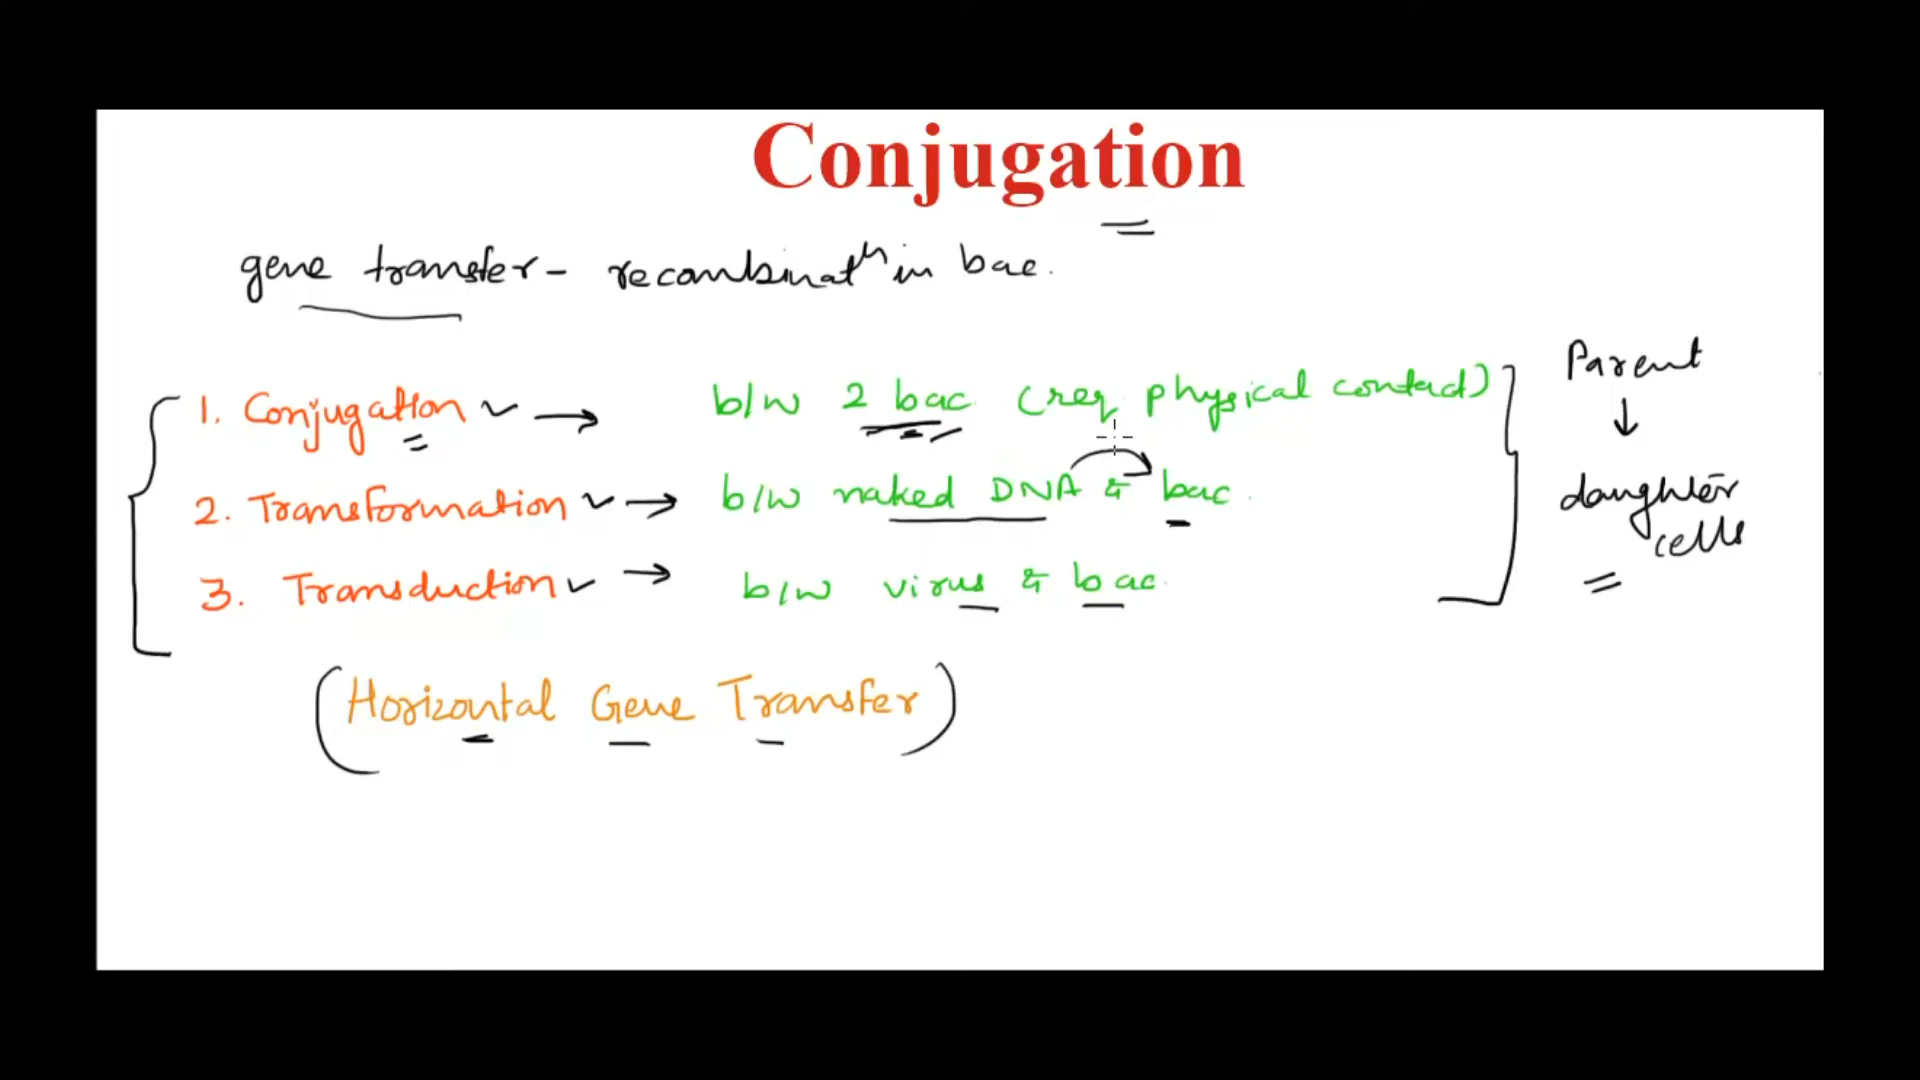 Conjugation
gene transfer - recombinatn in bac.
1. Conjugation ✓ → b/w 2 bac (req physical contact)
2. Transformation ✓ → b/w naked DNA & bac.
3. Transduction ✓ → b/w virus & bac.
(Horizontal Gene Transfer)
Parent
↓
daughter
cells